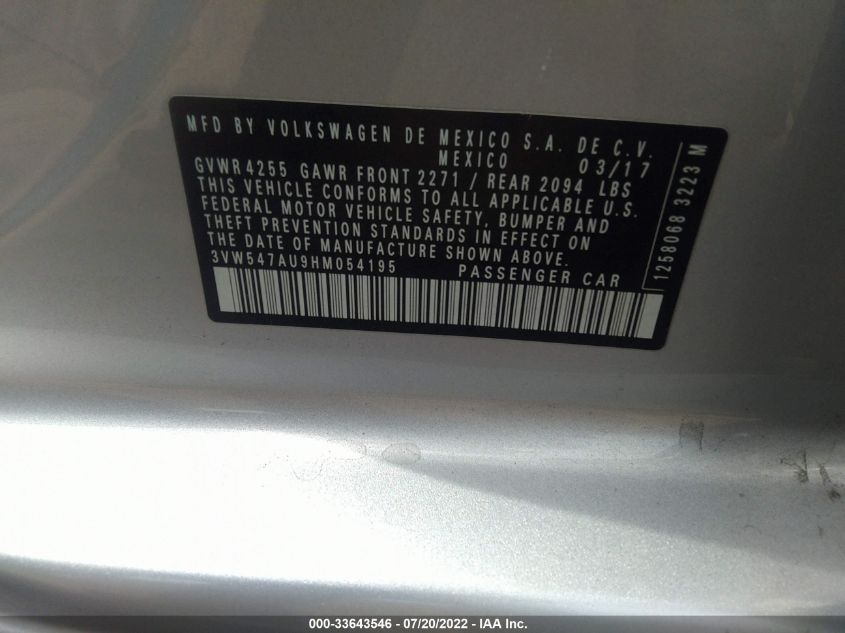 MFD BY VOLKSWAGEN DE MEXICO S.A. DE C.V.
MEXICO 03/17
GVWR 4255 GAWR FRONT 2271 / REAR 2094 LBS
THIS VEHICLE CONFORMS TO ALL APPLICABLE U.S.
FEDERAL MOTOR VEHICLE SAFETY, BUMPER AND
THEFT PREVENTION STANDARDS IN EFFECT ON
THE DATE OF MANUFACTURE SHOWN ABOVE.
3VW547AU9HM054195 PASSENGER CAR
1258068 3223 M
000-33643546 / 07/20/2022 - IAA Inc.